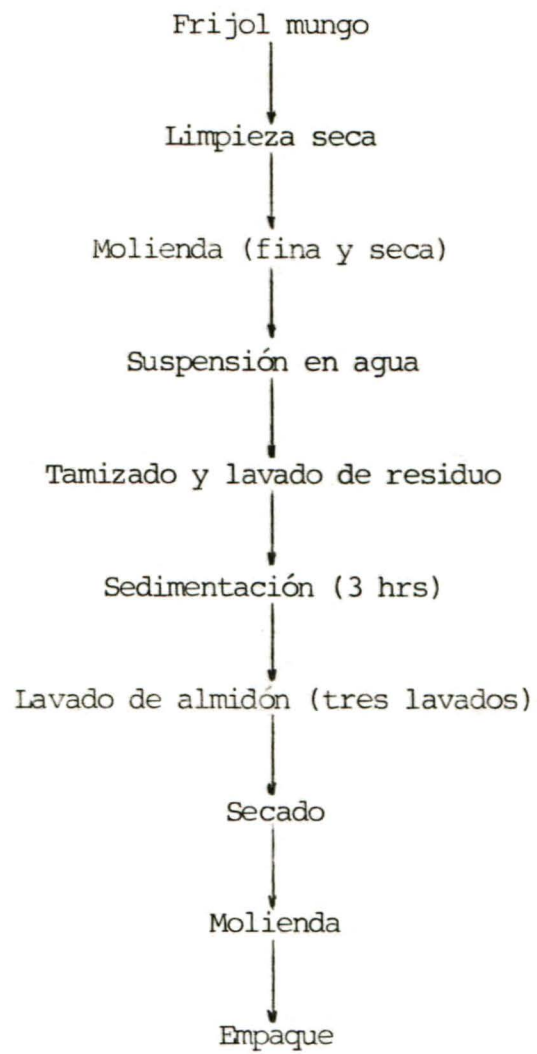 Frijol mungo
Limpieza seca
Molienda (fina y seca)
Suspensión en agua
Tamizado y lavado de residuo
Sedimentación (3 hrs)
Lavado de almidón (tres lavados)
Secado
Molienda
Empaque